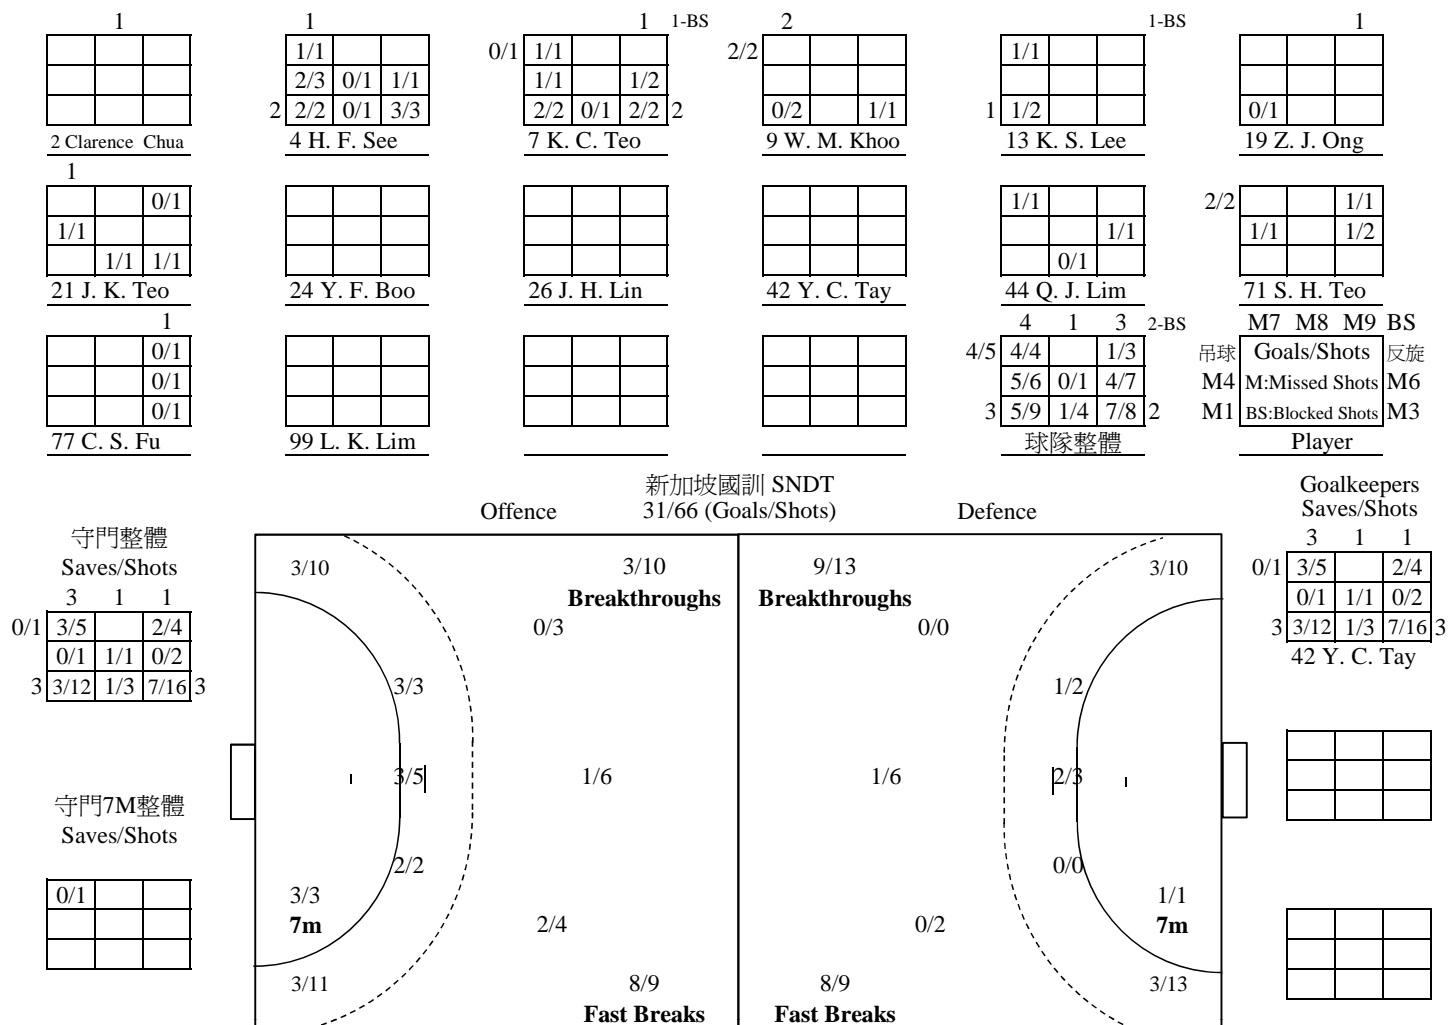 1 1 1 1-BS 2 1-BS 1
1/1 0/1 1/1 2/2 1/1
2/3 0/1 1/1 1/1 1/2
2 2/2 0/1 3/3 2/2 0/1 2/2 2 0/2 1/1 1 1/2 0/1
2 Clarence Chua 4 H. F. See 7 K. C. Teo 9 W. M. Khoo 13 K. S. Lee 19 Z. J. Ong
1
0/1 1/1 2/2 1/1
1/1 1/1 1/1 1/2
1/1 1/1 0/1
21 J. K. Teo 24 Y. F. Boo 26 J. H. Lin 42 Y. C. Tay 44 Q. J. Lim 71 S. H. Teo
1 4 1 3 2-BS M7 M8 M9 BS
0/1 4/5 4/4 1/3 吊球 Goals/Shots 反旋
0/1 5/6 0/1 4/7 M4 M:Missed Shots M6
0/1 3 5/9 1/4 7/8 2 M1 BS:Blocked Shots M3
77 C. S. Fu 99 L. K. Lim 球隊整體 Player
新加坡國訓 SNDT
Offence 31/66 (Goals/Shots) Defence
Goalkeepers
Saves/Shots
守門整體
Saves/Shots
3 1 1
0/1 3/5 2/4
0/1 1/1 0/2
3 3/12 1/3 7/16 3
守門7M整體
Saves/Shots
0/1
3/10 3/10
Breakthroughs
0/3
3/3
3/5 1/6
2/2
3/3
7m
2/4
3/11 8/9
Fast Breaks
9/13 3/10
Breakthroughs
0/0
1/2
1/6 2/3
0/0
1/1
7m
0/2
8/9 3/13
Fast Breaks
3 1 1
0/1 3/5 2/4
0/1 1/1 0/2
3 3/12 1/3 7/16 3
42 Y. C. Tay